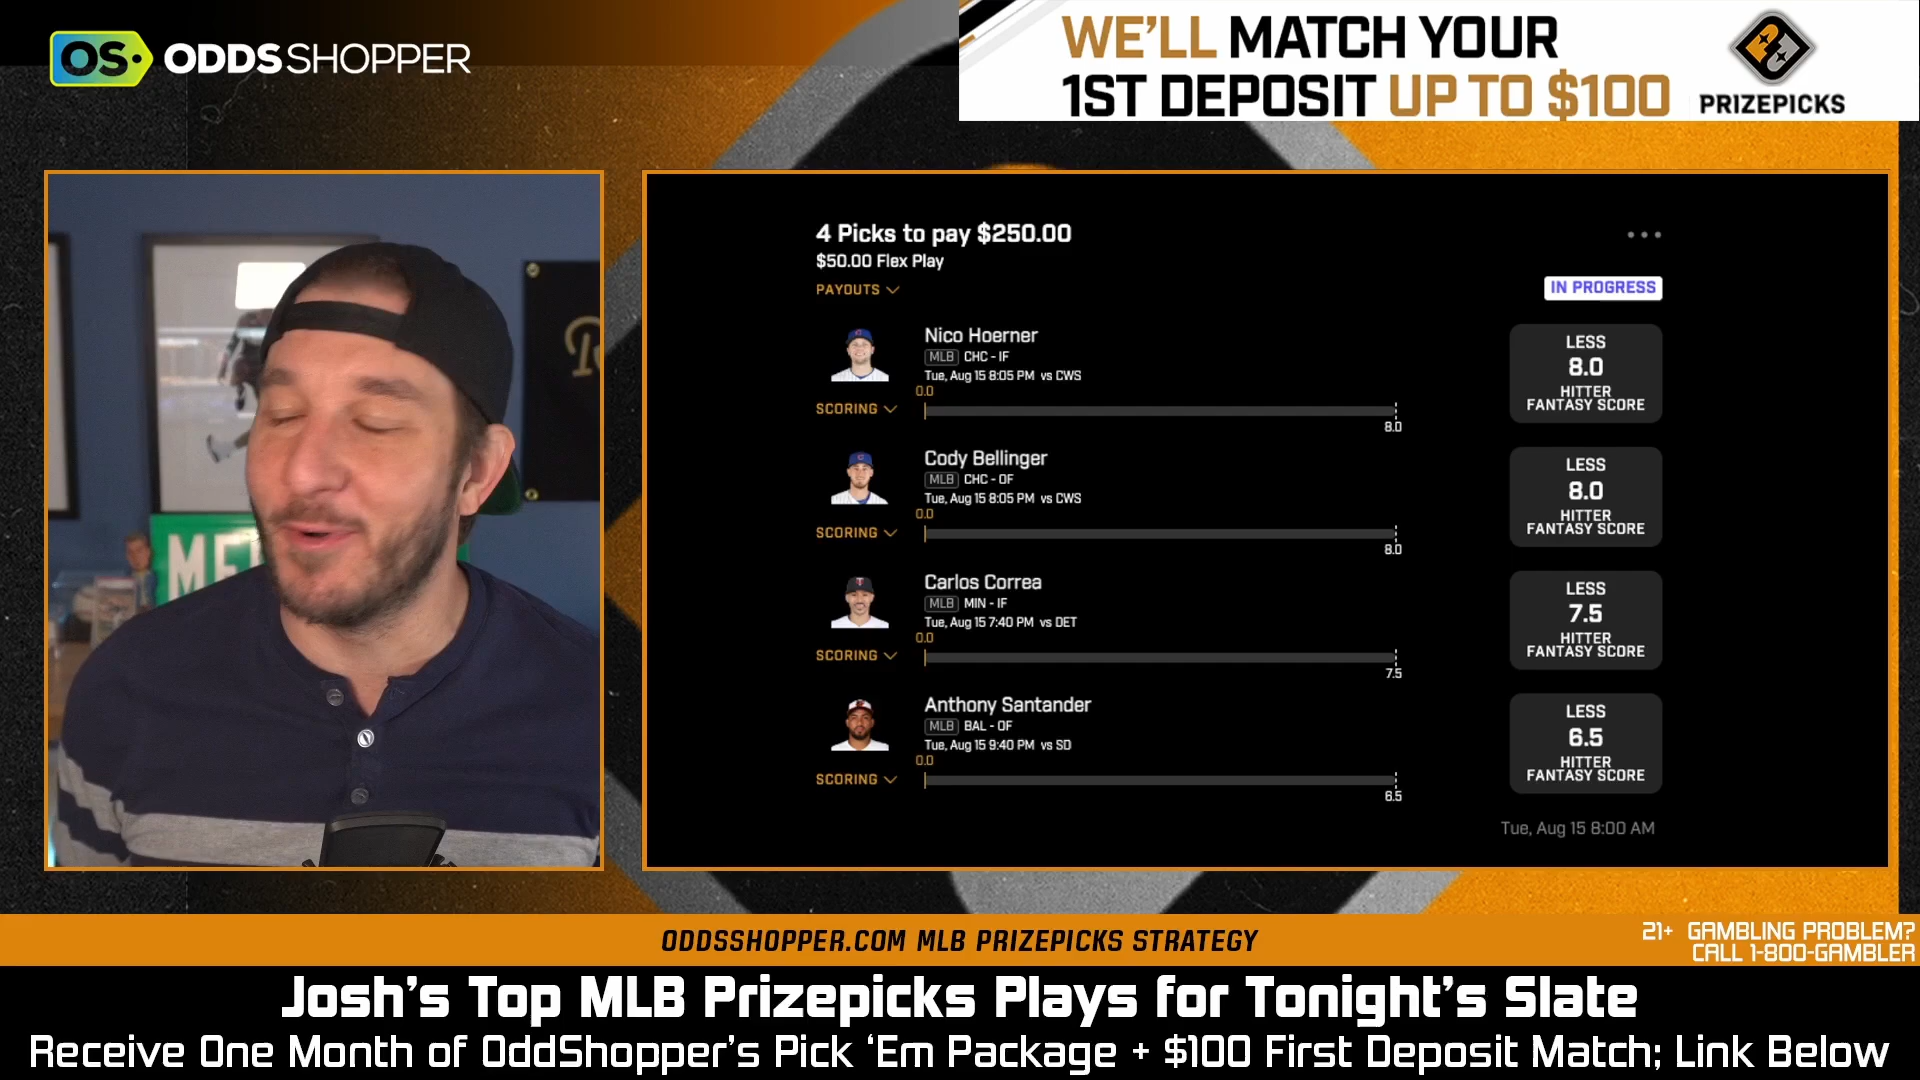 OS. ODDSSHOPPER
WE'LL MATCH YOUR
1ST DEPOSIT UP TO $100
PRIZEPICKS
4 Picks to pay $250.00
$50.00 Flex Play
PAYOUTS
IN PROGRESS
Nico Hoerner
MLB CHC - IF
Tue, Aug 15 8:05 PM vs CWS
0.0
SCORING
8.0
LESS
8.0
HITTER
FANTASY SCORE
Cody Bellinger
MLB CHC - OF
Tue, Aug 15 8:05 PM vs CWS
0.0
SCORING
8.0
LESS
8.0
HITTER
FANTASY SCORE
Carlos Correa
MLB MIN - IF
Tue, Aug 15 7:40 PM vs DET
0.0
SCORING
7.5
LESS
7.5
HITTER
FANTASY SCORE
Anthony Santander
MLB BAL - OF
Tue, Aug 15 9:40 PM vs SD
0.0
SCORING
6.5
LESS
6.5
HITTER
FANTASY SCORE
Tue, Aug 15 8:00 AM
ODDSSHOPPER.COM MLB PRIZEPICKS STRATEGY
21+ GAMBLING PROBLEM?
CALL 1-800-GAMBLER
Josh's Top MLB Prizepicks Plays for Tonight's Slate
Receive One Month of OddShopper's Pick 'Em Package + $100 First Deposit Match; Link Below